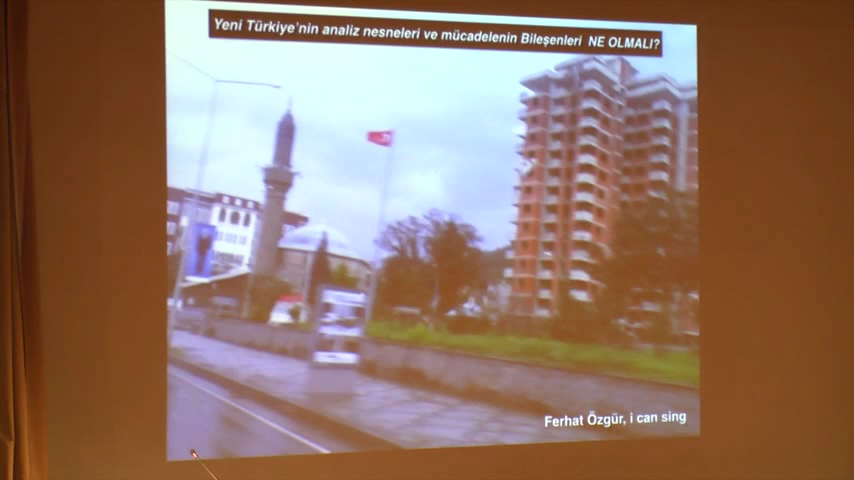 Yeni Türkiye'nin analiz nesneleri ve mücadelenin Bileşenleri NE OLMALI?
Ferhat Özgür, i can sing